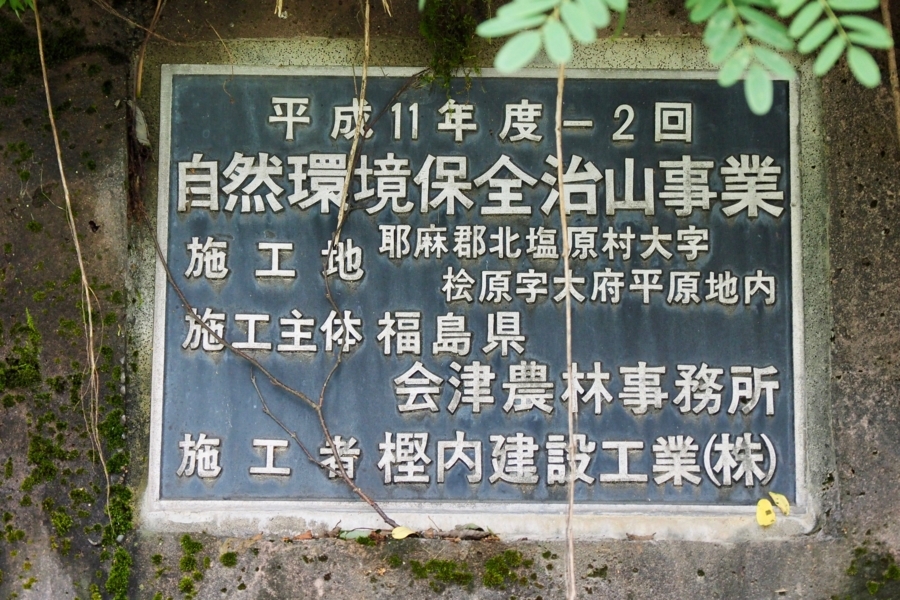 平成11年度－2回
自然環境保全治山事業
施工地 耶麻郡北塩原村大字
桧原字大府平原地内
施工主体 福島県
会津農林事務所
施工者 樫内建設工業(株)